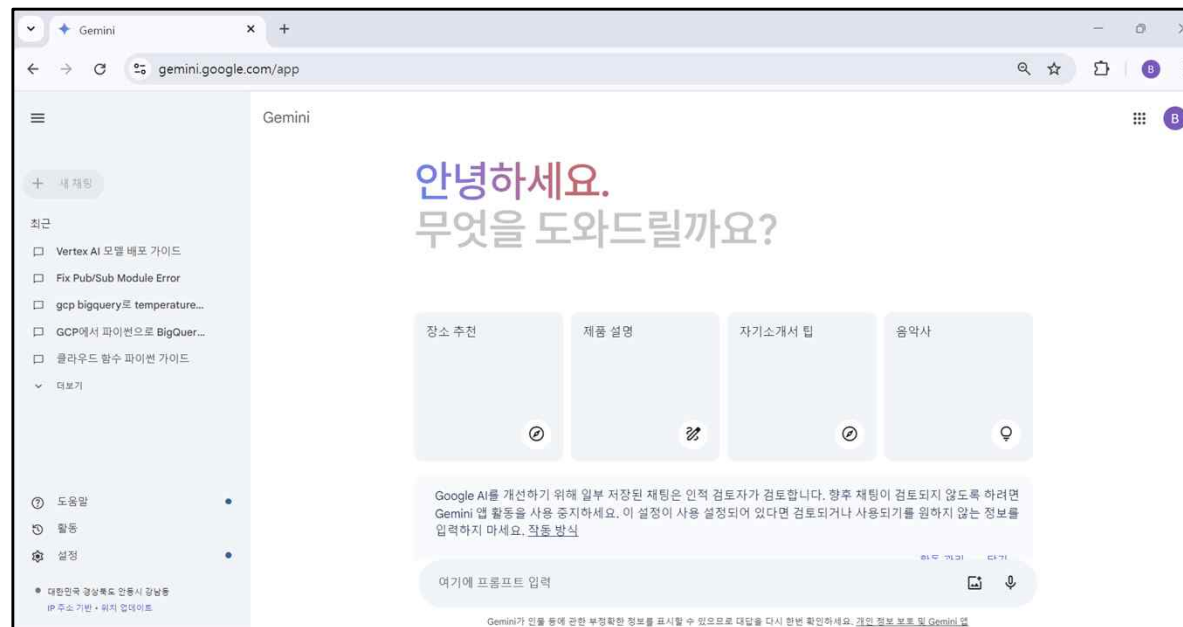 Gemini
gemini.google.com/app
B
Gemini
B
새 채팅
최근
Vertex AI 모델 배포 가이드
Fix Pub/Sub Module Error
gcp bigquery로 temperature...
GCP에서 파이썬으로 BigQuer...
클라우드 함수 파이썬 가이드
더보기
도움말
활동
설정
대한민국 경상북도 안동시 강남동
IP 주소 기반 • 위치 업데이트
안녕하세요.
무엇을 도와드릴까요?
장소 추천
제품 설명
자기소개서 팁
음악사
Google AI를 개선하기 위해 일부 저장된 채팅은 인적 검토자가 검토합니다. 향후 채팅이 검토되지 않도록 하려면
Gemini 앱 활동을 사용 중지하세요. 이 설정이 사용 설정되어 있다면 검토되거나 사용되기를 원하지 않는 정보를
입력하지 마세요. 작동 방식
활동 관리 닫기
여기에 프롬프트 입력
Gemini가 인물 등에 관한 부정확한 정보를 표시할 수 있으므로 대답을 다시 한번 확인하세요. 개인 정보 보호 및 Gemini 앱